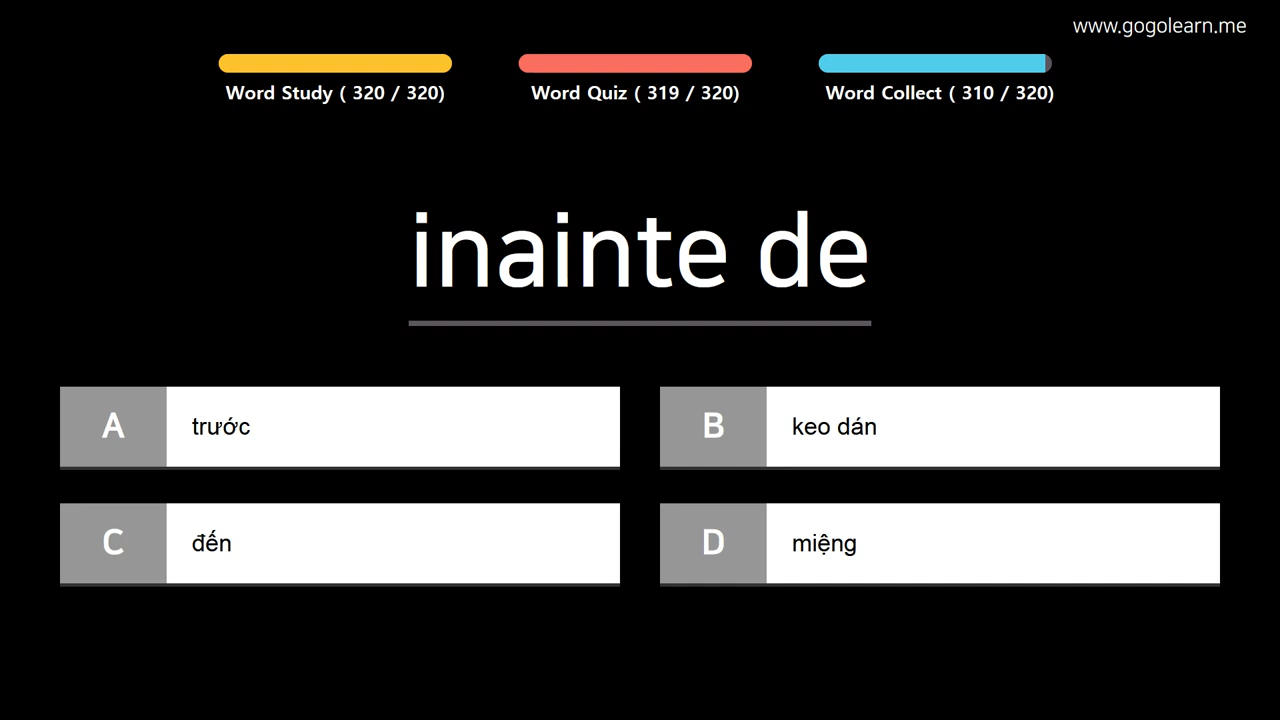 www.gogolearn.me
Word Study ( 320 / 320)
Word Quiz ( 319 / 320)
Word Collect ( 310 / 320)
inainte de
A trước
B keo dán
C đến
D miệng